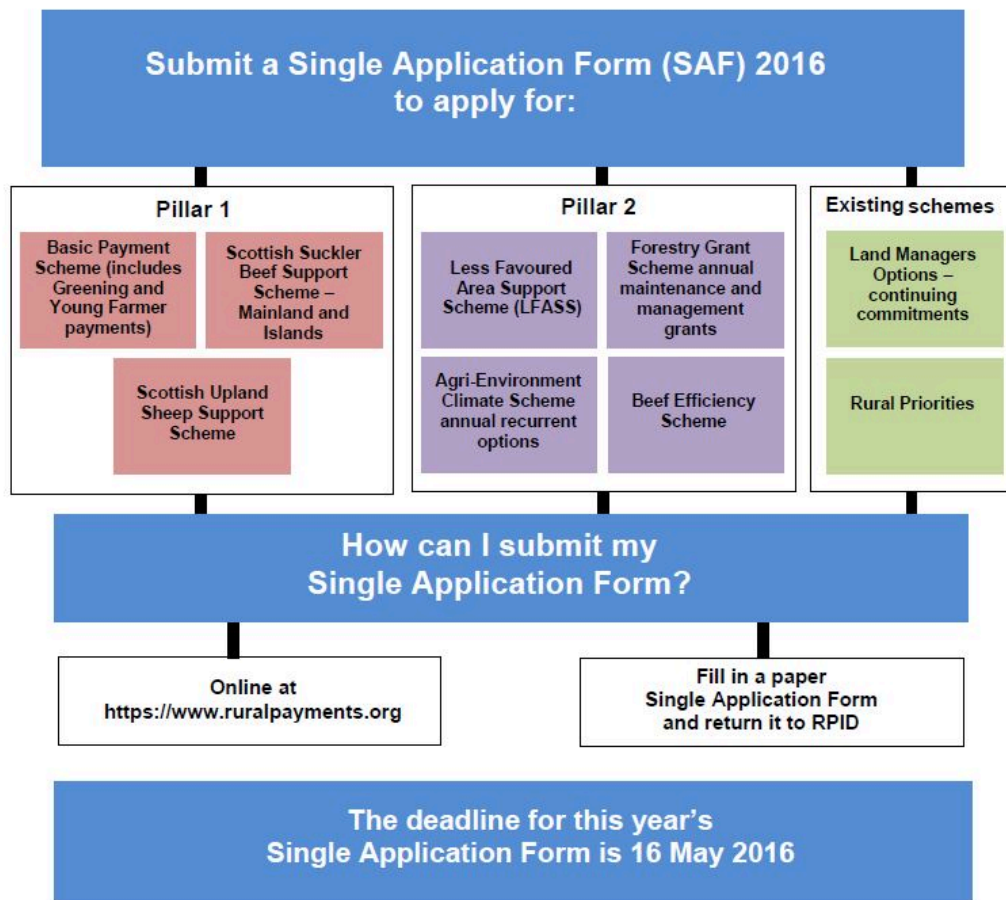 Submit a Single Application Form (SAF) 2016
to apply for:
Pillar 1
Basic Payment
Scheme (includes
Greening and
Young Farmer
payments)
Scottish Suckler
Beef Support
Scheme –
Mainland and
Islands
Scottish Upland
Sheep Support
Scheme
Pillar 2
Less Favoured
Area Support
Scheme (LFASS)
Forestry Grant
Scheme annual
maintenance and
management
grants
Agri-Environment
Climate Scheme
annual recurrent
options
Beef Efficiency
Scheme
Existing schemes
Land Managers
Options –
continuing
commitments
Rural Priorities
How can I submit my
Single Application Form?
Online at
https://www.ruralpayments.org
Fill in a paper
Single Application Form
and return it to RPID
The deadline for this year's
Single Application Form is 16 May 2016